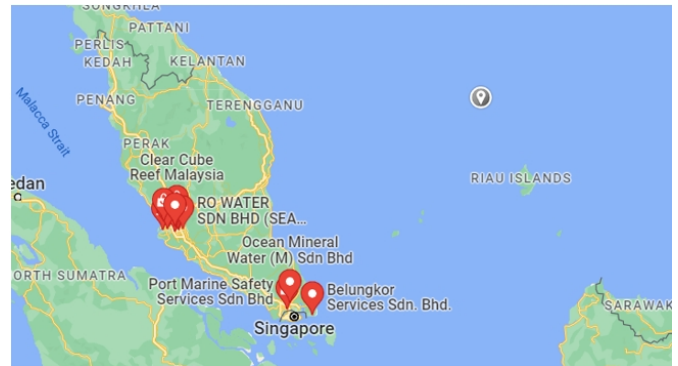 SONGKHLA
PATTANI
PERLIS
KEDAH
KELANTAN
PENANG
TERENGGANU
Malacca Strait
PERAK
Clear Cube
Reef Malaysia
RIAU ISLANDS
edan
RO WATER
SDN BHD (SEA...
Ocean Mineral
Water (M) Sdn Bhd
ORTH SUMATRA
Port Marine Safety
Services Sdn Bhd
Belungkor
Services Sdn. Bhd.
SARAWAK
Singapore